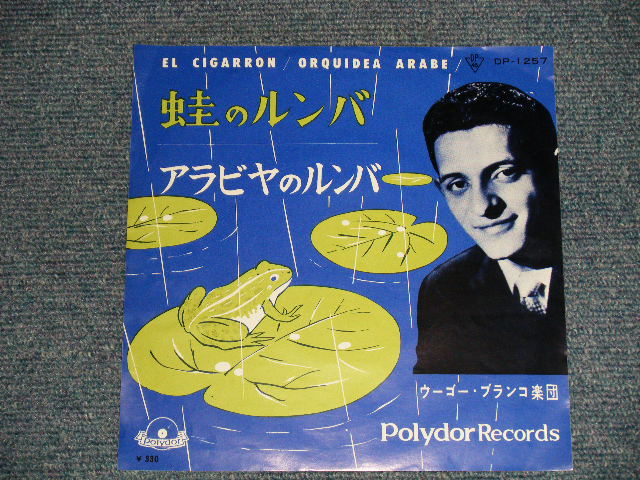 EL CIGARRON / ORQUIDEA ARABE
DP-1257
蛙のルンバ
アラビヤのルンバ
ウーゴー・ブランコ楽団
Polydor
Polydor Records
¥ 330